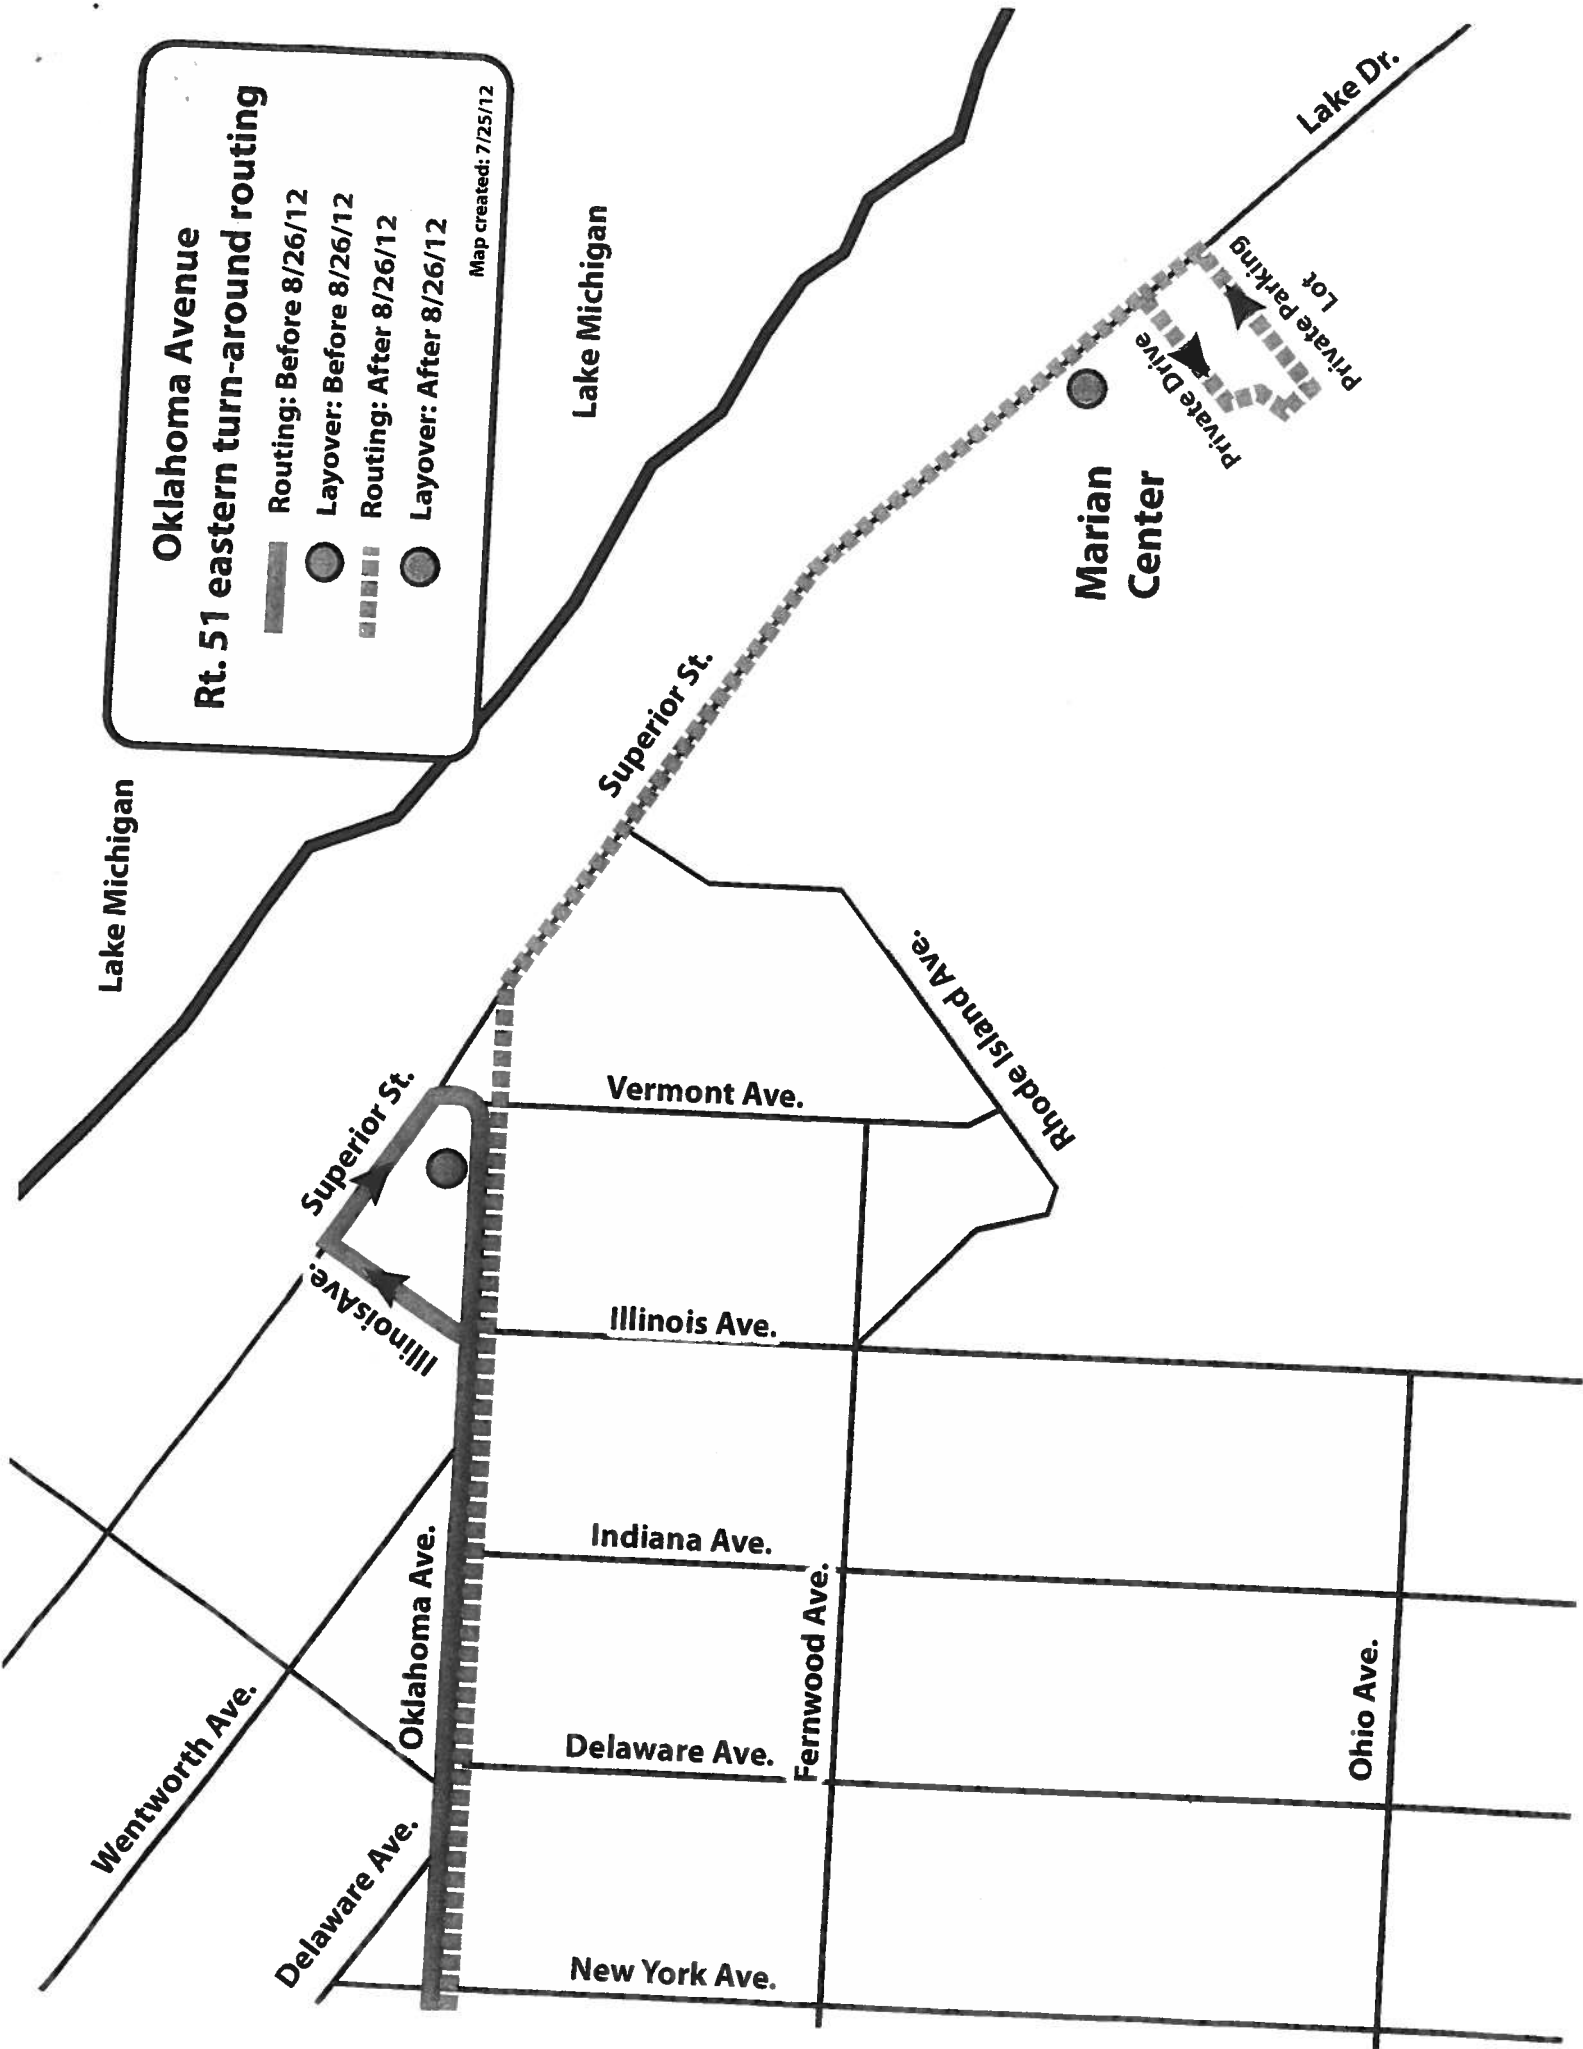 Oklahoma Avenue
Rt. 51 eastern turn-around routing
Routing: Before 8/26/12
Layover: Before 8/26/12
Routing: After 8/26/12
Layover: After 8/26/12
Map created: 7/25/12
Lake Michigan
Lake Michigan
Lake Dr.
Private Parking
Lot
Private Drive
Marian
Center
Superior St.
Superior St.
Rhode Island Ave.
Vermont Ave.
IllinoisAve.
Illinois Ave.
Indiana Ave.
Oklahoma Ave.
Fernwood Ave.
Ohio Ave.
Wentworth Ave.
Delaware Ave.
Delaware Ave.
New York Ave.